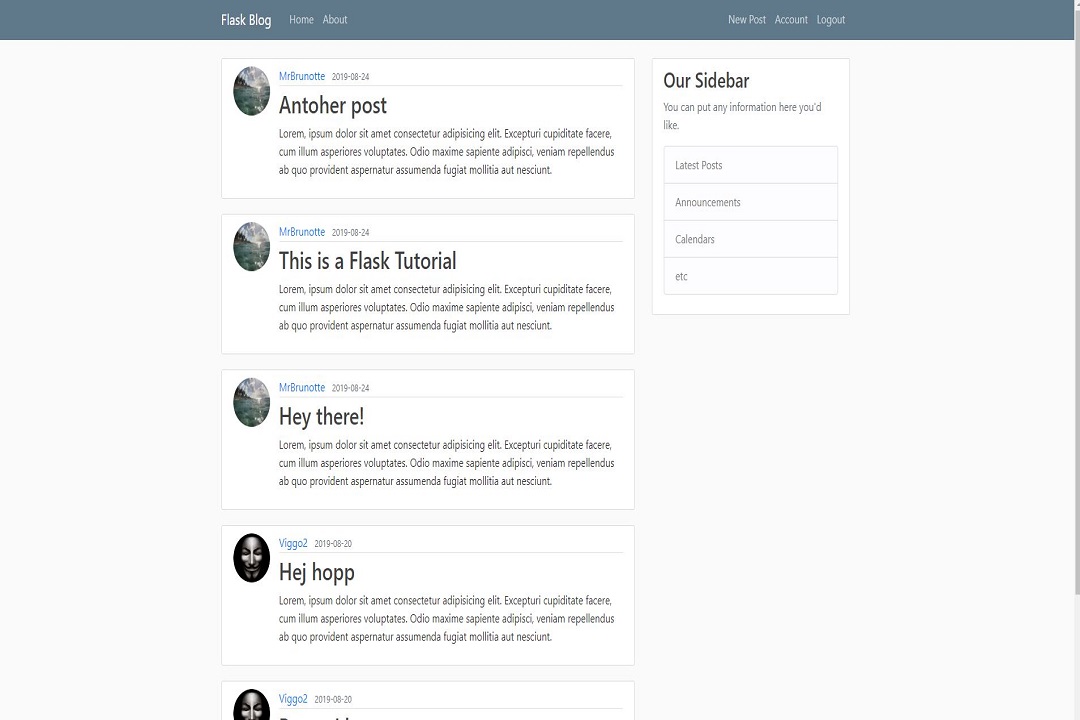 Flask Blog Home About New Post Account Logout
MrBrunotte 2019-08-24
Antoher post
Lorem, ipsum dolor sit amet consectetur adipisicing elit. Excepturi cupiditate facere,
cum illum asperiores voluptates. Odio maxime sapiente adipisci, veniam repellendus
ab quo provident aspernatur assumenda fugiat mollitia aut nesciunt.
MrBrunotte 2019-08-24
This is a Flask Tutorial
Lorem, ipsum dolor sit amet consectetur adipisicing elit. Excepturi cupiditate facere,
cum illum asperiores voluptates. Odio maxime sapiente adipisci, veniam repellendus
ab quo provident aspernatur assumenda fugiat mollitia aut nesciunt.
MrBrunotte 2019-08-24
Hey there!
Lorem, ipsum dolor sit amet consectetur adipisicing elit. Excepturi cupiditate facere,
cum illum asperiores voluptates. Odio maxime sapiente adipisci, veniam repellendus
ab quo provident aspernatur assumenda fugiat mollitia aut nesciunt.
Viggo2 2019-08-20
Hej hopp
Lorem, ipsum dolor sit amet consectetur adipisicing elit. Excepturi cupiditate facere,
cum illum asperiores voluptates. Odio maxime sapiente adipisci, veniam repellendus
ab quo provident aspernatur assumenda fugiat mollitia aut nesciunt.
Viggo2 2019-08-20
Our Sidebar
You can put any information here you'd
like.
Latest Posts
Announcements
Calendars
etc